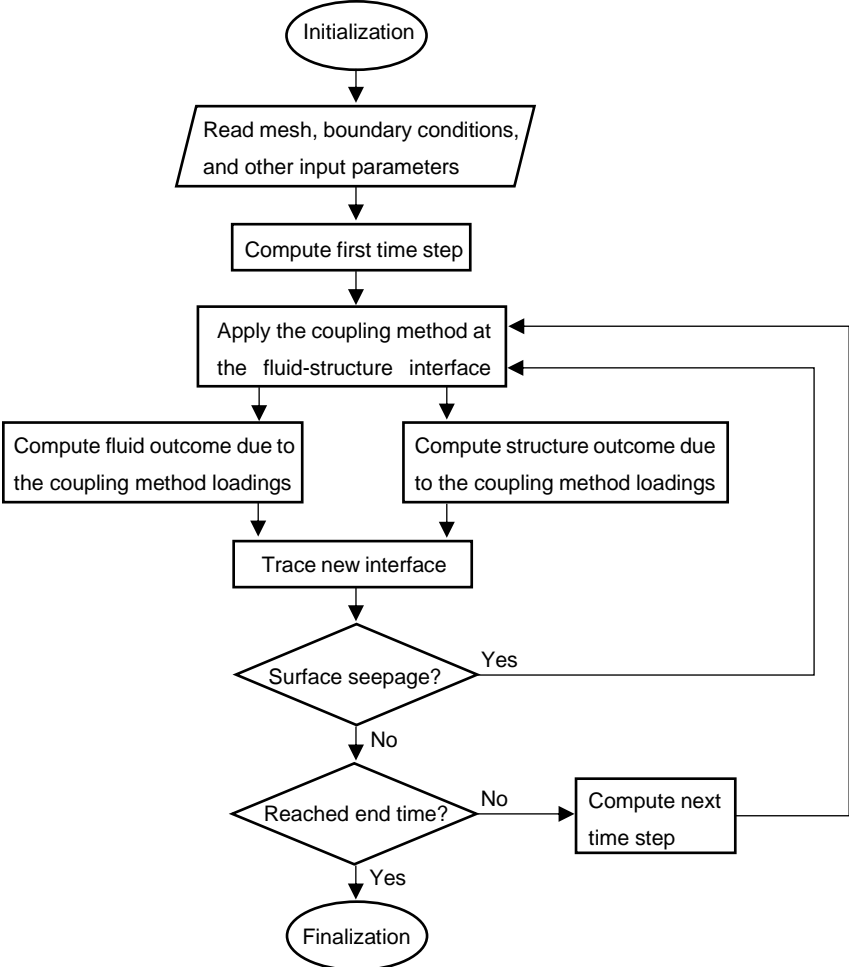 Initialization
Read mesh, boundary conditions,
and other input parameters
Compute first time step
Apply the coupling method at
the fluid-structure interface
Compute fluid outcome due to
the coupling method loadings
Compute structure outcome due
to the coupling method loadings
Trace new interface
Surface seepage?
Yes
No
Reached end time?
No
Compute next
time step
Yes
Finalization